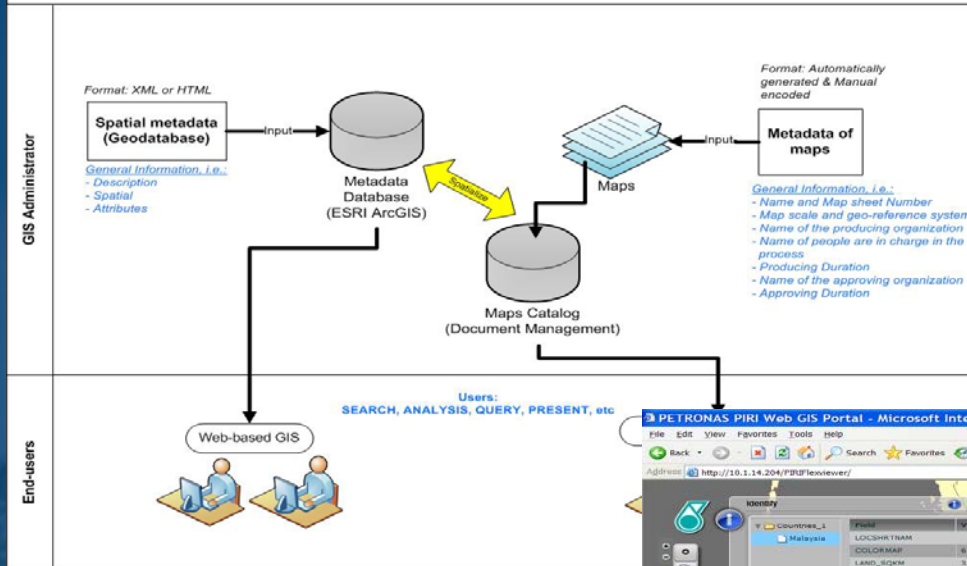 GIS Administrator
Format: XML or HTML
Spatial metadata
(Geodatabase)
Input
General Information, i.e.:
- Description
- Spatial
- Attributes
Metadata
Database
(ESRI ArcGIS)
Spatialize
Maps
Maps Catalog
(Document Management)
Format: Automatically
generated & Manual
encoded
Input
Metadata of
maps
General Information, i.e.:
- Name and Map sheet Number
- Map scale and geo-reference system
- Name of the producing organization
- Name of people are in charge in the
process
- Producing Duration
- Name of the approving organization
- Approving Duration
End-users
Users:
SEARCH, ANALYSIS, QUERY, PRESENT, etc
Web-based GIS
PETRONAS PIRI Web GIS Portal - Microsoft Inte
File Edit View Favorites Tools Help
Back Search Favorites
Address http://10.1.14.204/PIRIFlexviewer/
Identify
Countries_1
Malaysia
Field V
LOCSHRTNAM
COLORMAP 6
LAND_SQKM 3